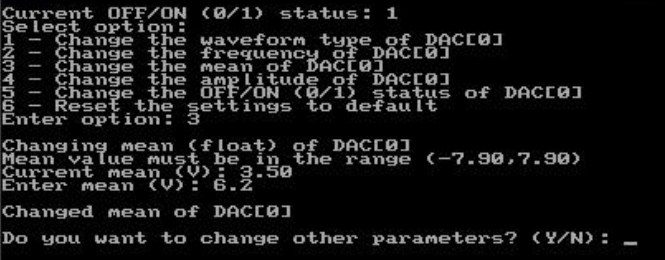 Current OFF/ON (0/1) status: 1
Select option:
1 - Change the waveform type of DAC[0]
2 - Change the frequency of DAC[0]
3 - Change the mean of DAC[0]
4 - Change the amplitude of DAC[0]
5 - Change the OFF/ON (0/1) status of DAC[0]
6 - Reset the settings to default
Enter option: 3
Changing mean (float) of DAC[0]
Mean value must be in the range (-7.90,7.90)
Current mean (V): 3.50
Enter mean (V): 6.2
Changed mean of DAC[0]
Do you want to change other parameters? (Y/N): _